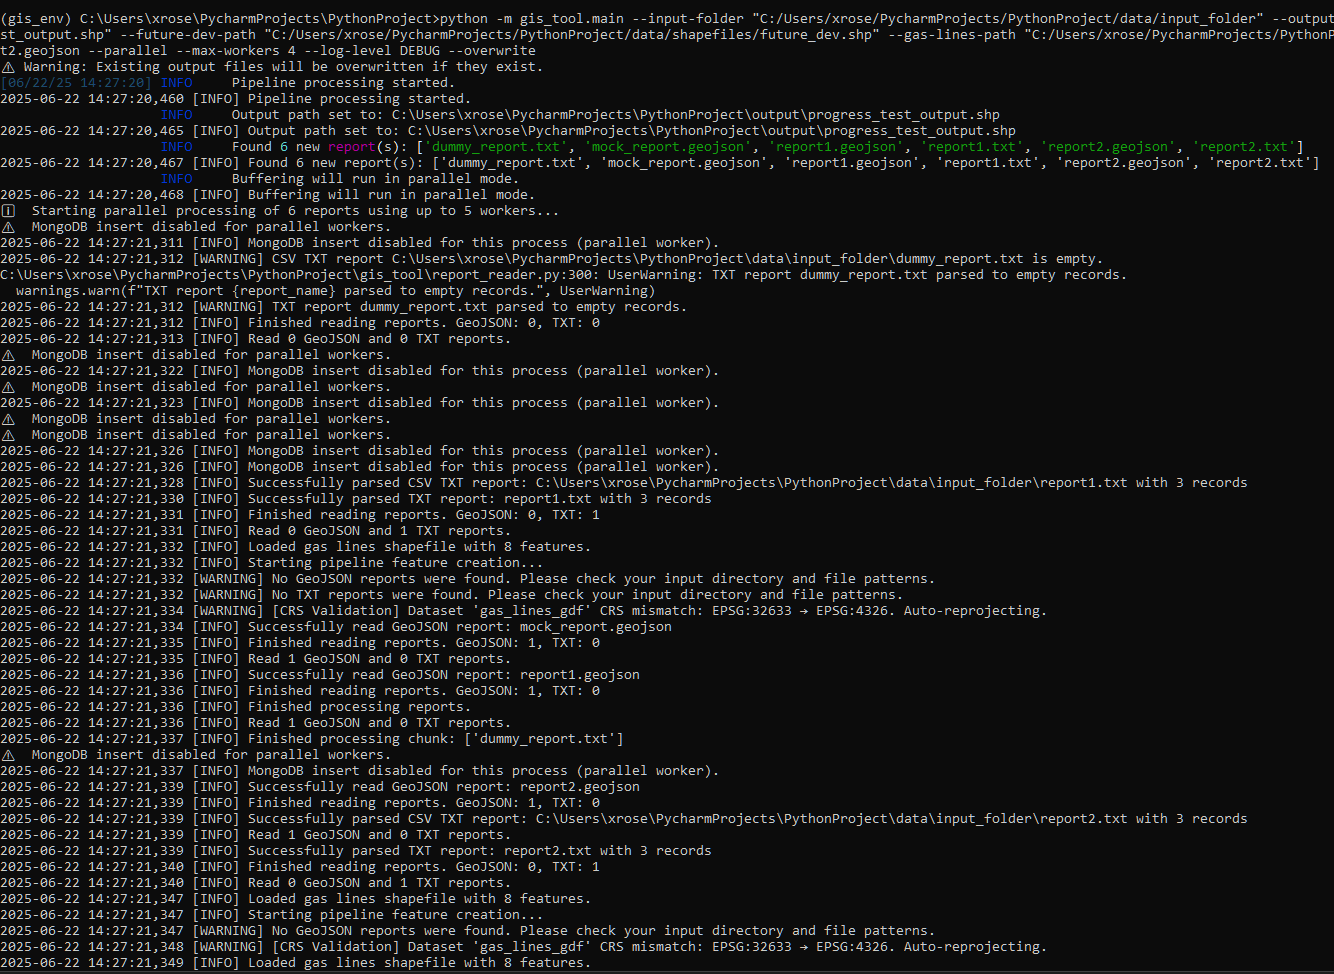 (gis_env) C:\Users\xrose\PycharmProjects\PythonProject>python -m gis_tool.main --input-folder "C:/Users/xrose/PycharmProjects/PythonProject/data/input_folder" --output
st_output.shp" --future-dev-path "C:/Users/xrose/PycharmProjects/PythonProject/data/shapefiles/future_dev.shp" --gas-lines-path "C:/Users/xrose/PycharmProjects/PythonP
t2.geojson --parallel --max-workers 4 --log-level DEBUG --overwrite
⚠ Warning: Existing output files will be overwritten if they exist.
[06/22/25 14:27:20] INFO     Pipeline processing started.
2025-06-22 14:27:20,460 [INFO] Pipeline processing started.
                    INFO     Output path set to: C:\Users\xrose\PycharmProjects\PythonProject\output\progress_test_output.shp
2025-06-22 14:27:20,465 [INFO] Output path set to: C:\Users\xrose\PycharmProjects\PythonProject\output\progress_test_output.shp
                    INFO     Found 6 new report(s): ['dummy_report.txt', 'mock_report.geojson', 'report1.geojson', 'report1.txt', 'report2.geojson', 'report2.txt']
2025-06-22 14:27:20,467 [INFO] Found 6 new report(s): ['dummy_report.txt', 'mock_report.geojson', 'report1.geojson', 'report1.txt', 'report2.geojson', 'report2.txt']
                    INFO     Buffering will run in parallel mode.
2025-06-22 14:27:20,468 [INFO] Buffering will run in parallel mode.
ℹ  Starting parallel processing of 6 reports using up to 5 workers...
⚠  MongoDB insert disabled for parallel workers.
2025-06-22 14:27:21,311 [INFO] MongoDB insert disabled for this process (parallel worker).
2025-06-22 14:27:21,312 [WARNING] CSV TXT report C:\Users\xrose\PycharmProjects\PythonProject\data\input_folder\dummy_report.txt is empty.
C:\Users\xrose\PycharmProjects\PythonProject\gis_tool\report_reader.py:300: UserWarning: TXT report dummy_report.txt parsed to empty records.
  warnings.warn(f"TXT report {report_name} parsed to empty records.", UserWarning)
2025-06-22 14:27:21,312 [WARNING] TXT report dummy_report.txt parsed to empty records.
2025-06-22 14:27:21,312 [INFO] Finished reading reports. GeoJSON: 0, TXT: 0
2025-06-22 14:27:21,313 [INFO] Read 0 GeoJSON and 0 TXT reports.
⚠  MongoDB insert disabled for parallel workers.
2025-06-22 14:27:21,322 [INFO] MongoDB insert disabled for this process (parallel worker).
⚠  MongoDB insert disabled for parallel workers.
2025-06-22 14:27:21,323 [INFO] MongoDB insert disabled for this process (parallel worker).
⚠  MongoDB insert disabled for parallel workers.
⚠  MongoDB insert disabled for parallel workers.
2025-06-22 14:27:21,326 [INFO] MongoDB insert disabled for this process (parallel worker).
2025-06-22 14:27:21,326 [INFO] MongoDB insert disabled for this process (parallel worker).
2025-06-22 14:27:21,328 [INFO] Successfully parsed CSV TXT report: C:\Users\xrose\PycharmProjects\PythonProject\data\input_folder\report1.txt with 3 records
2025-06-22 14:27:21,330 [INFO] Successfully parsed TXT report: report1.txt with 3 records
2025-06-22 14:27:21,331 [INFO] Finished reading reports. GeoJSON: 0, TXT: 1
2025-06-22 14:27:21,331 [INFO] Read 0 GeoJSON and 1 TXT reports.
2025-06-22 14:27:21,332 [INFO] Loaded gas lines shapefile with 8 features.
2025-06-22 14:27:21,332 [INFO] Starting pipeline feature creation...
2025-06-22 14:27:21,332 [WARNING] No GeoJSON reports were found. Please check your input directory and file patterns.
2025-06-22 14:27:21,332 [WARNING] No TXT reports were found. Please check your input directory and file patterns.
2025-06-22 14:27:21,334 [WARNING] [CRS Validation] Dataset 'gas_lines_gdf' CRS mismatch: EPSG:32633 → EPSG:4326. Auto-reprojecting.
2025-06-22 14:27:21,334 [INFO] Successfully read GeoJSON report: mock_report.geojson
2025-06-22 14:27:21,335 [INFO] Finished reading reports. GeoJSON: 1, TXT: 0
2025-06-22 14:27:21,335 [INFO] Read 1 GeoJSON and 0 TXT reports.
2025-06-22 14:27:21,336 [INFO] Successfully read GeoJSON report: report1.geojson
2025-06-22 14:27:21,336 [INFO] Finished reading reports. GeoJSON: 1, TXT: 0
2025-06-22 14:27:21,336 [INFO] Finished processing reports.
2025-06-22 14:27:21,336 [INFO] Read 1 GeoJSON and 0 TXT reports.
2025-06-22 14:27:21,337 [INFO] Finished processing chunk: ['dummy_report.txt']
⚠  MongoDB insert disabled for parallel workers.
2025-06-22 14:27:21,337 [INFO] MongoDB insert disabled for this process (parallel worker).
2025-06-22 14:27:21,339 [INFO] Successfully read GeoJSON report: report2.geojson
2025-06-22 14:27:21,339 [INFO] Finished reading reports. GeoJSON: 1, TXT: 0
2025-06-22 14:27:21,339 [INFO] Successfully parsed CSV TXT report: C:\Users\xrose\PycharmProjects\PythonProject\data\input_folder\report2.txt with 3 records
2025-06-22 14:27:21,339 [INFO] Read 1 GeoJSON and 0 TXT reports.
2025-06-22 14:27:21,339 [INFO] Successfully parsed TXT report: report2.txt with 3 records
2025-06-22 14:27:21,340 [INFO] Finished reading reports. GeoJSON: 0, TXT: 1
2025-06-22 14:27:21,340 [INFO] Read 0 GeoJSON and 1 TXT reports.
2025-06-22 14:27:21,347 [INFO] Loaded gas lines shapefile with 8 features.
2025-06-22 14:27:21,347 [INFO] Starting pipeline feature creation...
2025-06-22 14:27:21,347 [WARNING] No GeoJSON reports were found. Please check your input directory and file patterns.
2025-06-22 14:27:21,348 [WARNING] [CRS Validation] Dataset 'gas_lines_gdf' CRS mismatch: EPSG:32633 → EPSG:4326. Auto-reprojecting.
2025-06-22 14:27:21,349 [INFO] Loaded gas lines shapefile with 8 features.